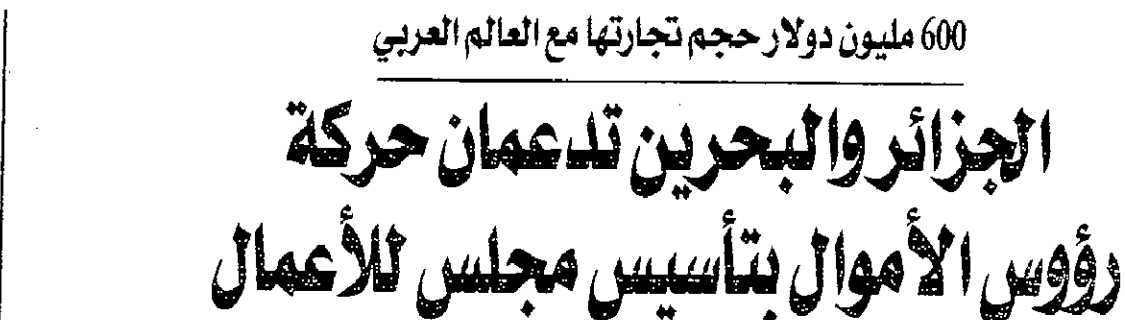 600 مليون دولار حجم تجارتها مع العالم العربي
الجزائر والبحرين تدعمان حركة
رؤوس الأموال بتأسيس مجلس للأعمال